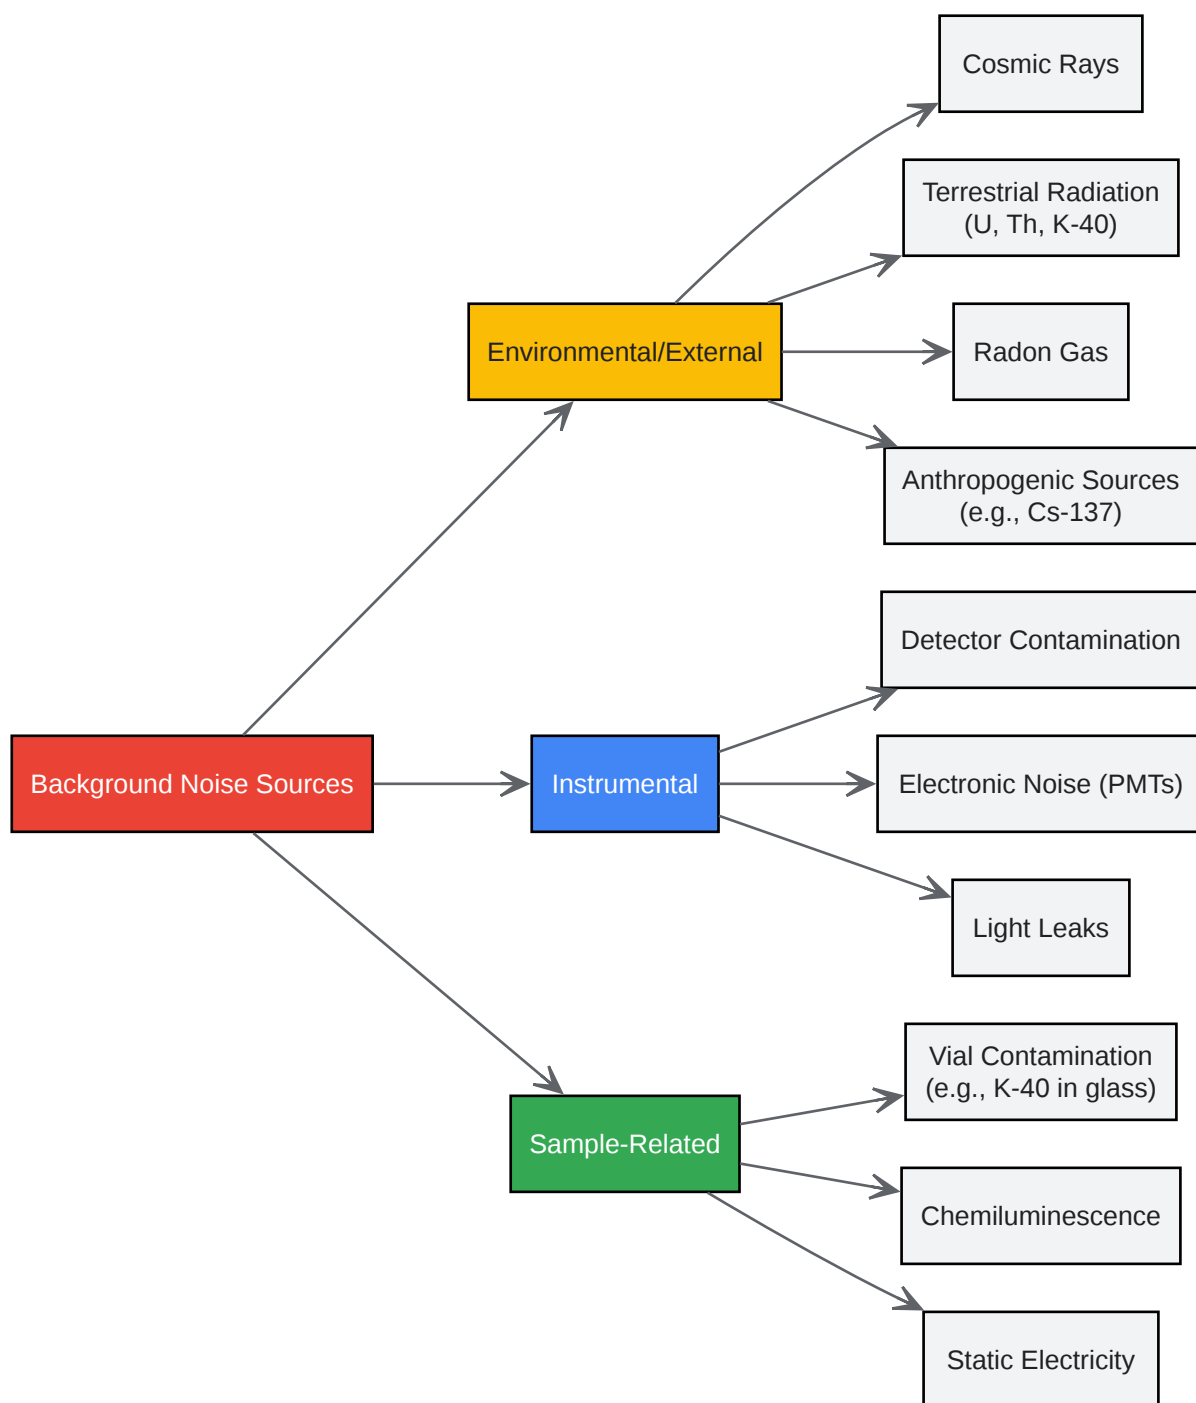 Cosmic Rays
Terrestrial Radiation
(U, Th, K-40)
Environmental/External
Radon Gas
Anthropogenic Sources
(e.g., Cs-137)
Detector Contamination
Background Noise Sources
Instrumental
Electronic Noise (PMTs)
Light Leaks
Vial Contamination
(e.g., K-40 in glass)
Sample-Related
Chemiluminescence
Static Electricity